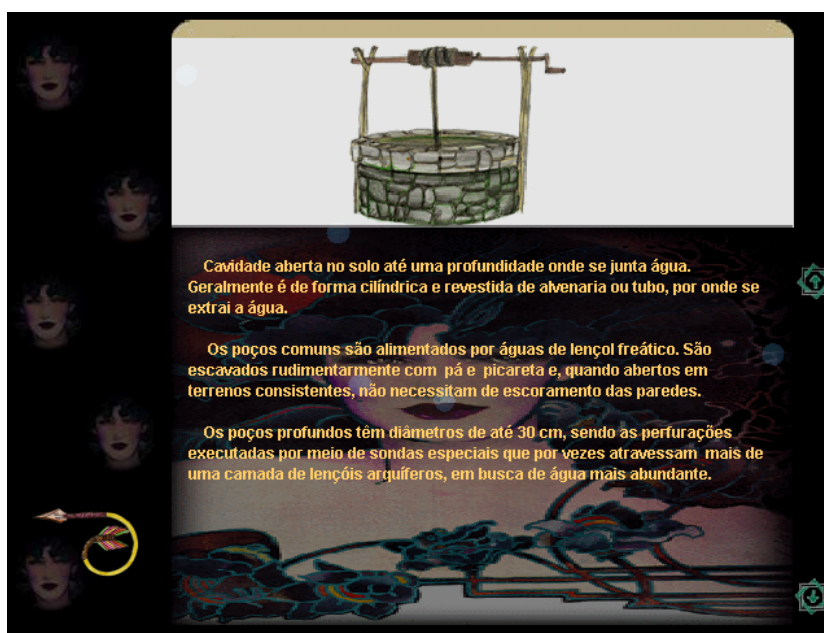 Cavidade aberta no solo até uma profundidade onde se junta água.
Geralmente é de forma cilíndrica e revestida de alvenaria ou tubo, por onde se
extrai a água.
Os poços comuns são alimentados por águas de lençol freático. São
escavados rudimentarmente com pá e picareta e, quando abertos em
terrenos consistentes, não necessitam de escoramento das paredes.
Os poços profundos têm diâmetros de até 30 cm, sendo as perfurações
executadas por meio de sondas especiais que por vezes atravessam mais de
uma camada de lençóis arquíferos, em busca de água mais abundante.